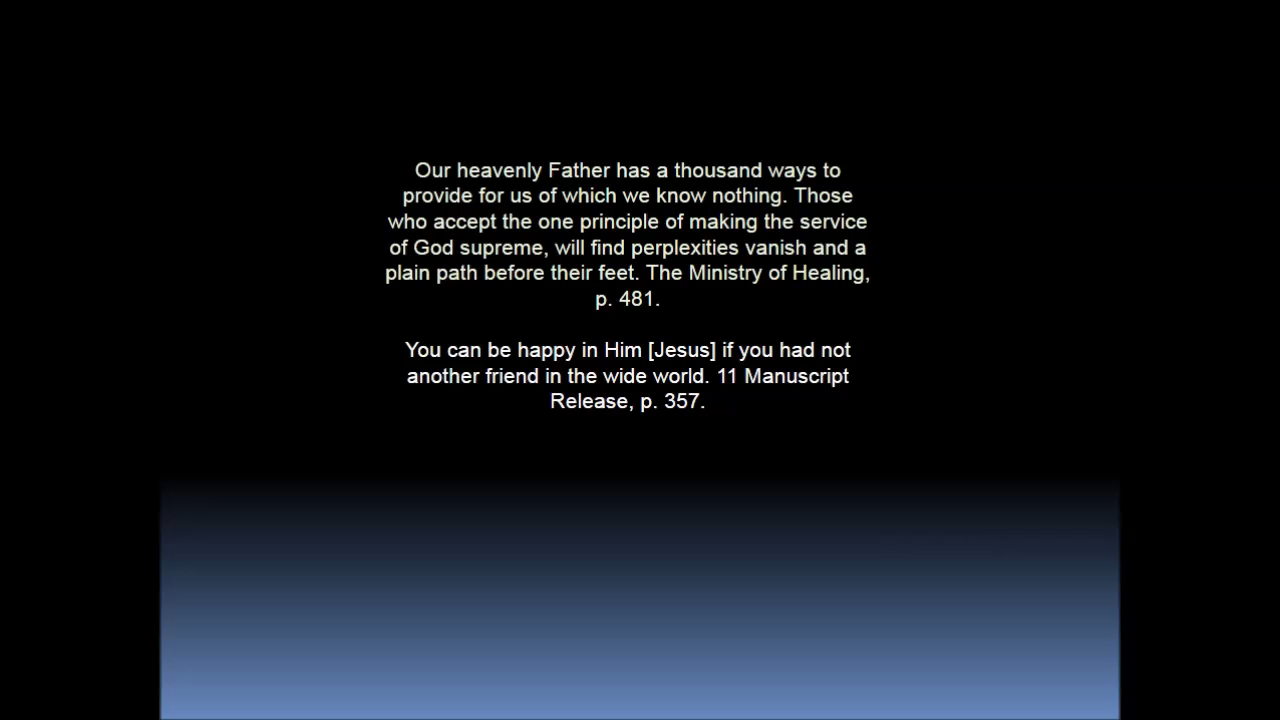 Our heavenly Father has a thousand ways to
provide for us of which we know nothing. Those
who accept the one principle of making the service
of God supreme, will find perplexities vanish and a
plain path before their feet. The Ministry of Healing,
p. 481.
You can be happy in Him [Jesus] if you had not
another friend in the wide world. 11 Manuscript
Release, p. 357.